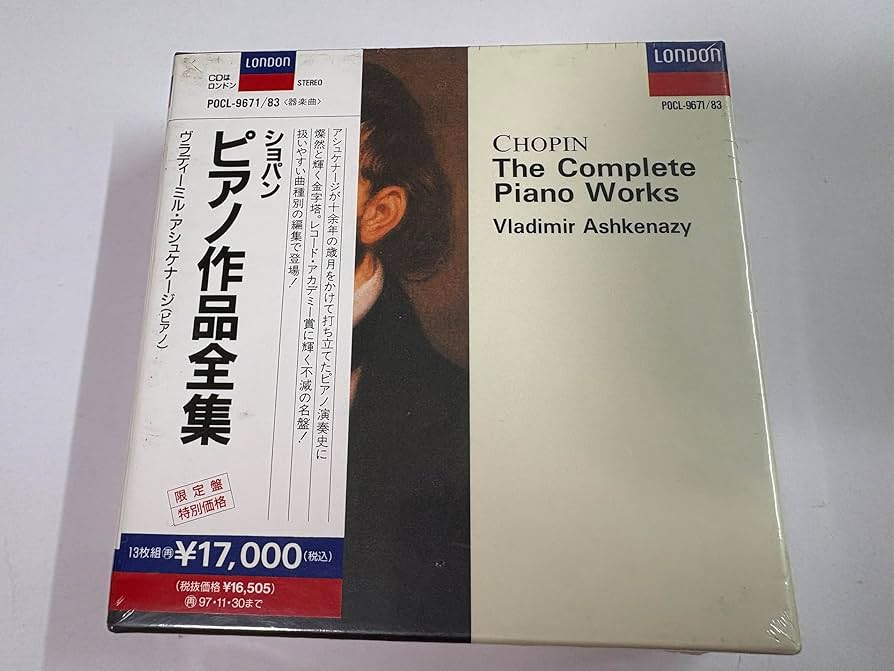 CDは
ロンドン
LONDON
STEREO
POCL-9671/83〈器楽曲〉
ショパン
ピアノ作品全集
ヴラディーミル・アシュケナージ(ピアノ)
アシュケナージが十余年の歳月をかけて打ち立てたピアノ演奏史に
燦然と輝く金字塔。レコード・アカデミー賞に輝く不滅の名盤!
扱いやすい曲種別の編集で登場!
限定盤
特別価格
13枚組 再 ¥17,000(税込)
(税抜価格 ¥16,505)
再 97・11・30まで
LONDON
POCL-9671/83
CHOPIN
The Complete
Piano Works
Vladimir Ashkenazy